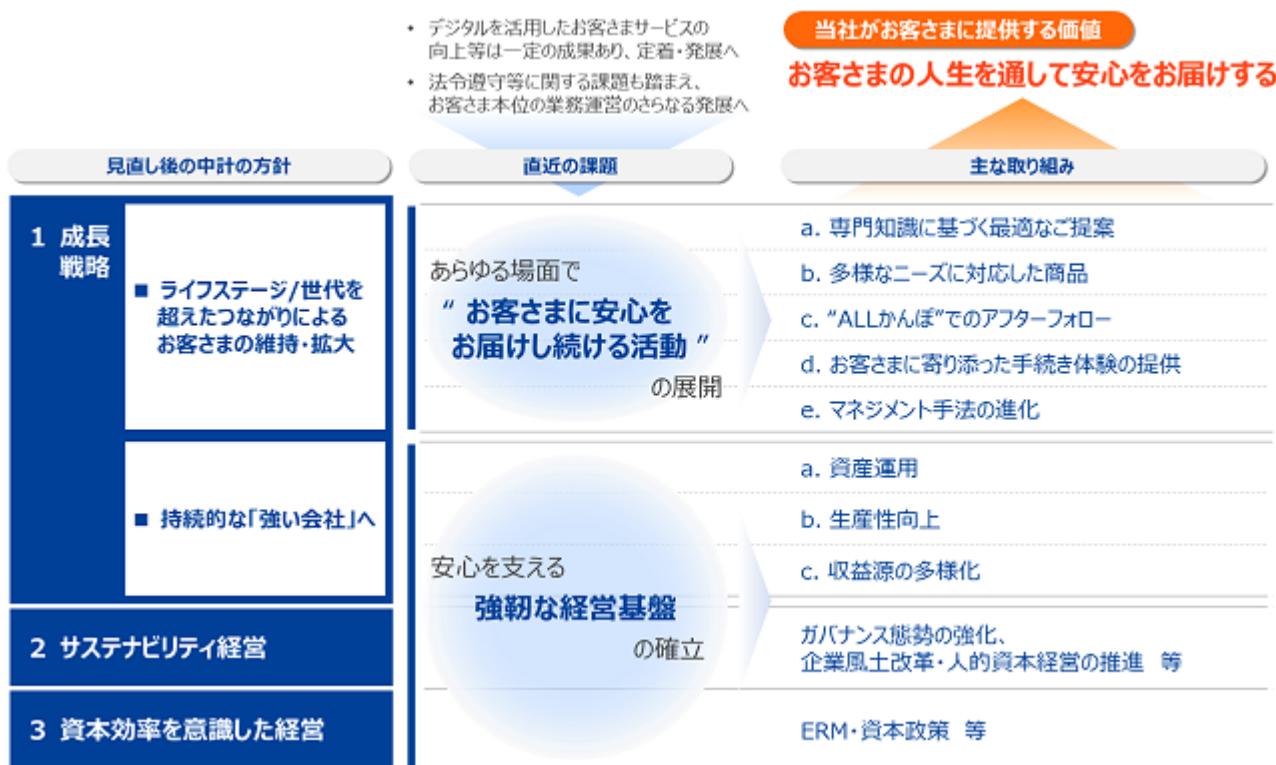 ・デジタルを活用したお客さまサービスの
向上等は一定の成果あり、定着・発展へ
・法令遵守等に関する課題も踏まえ、
お客さま本位の業務運営のさらなる発展へ
当社がお客さまに提供する価値
お客さまの人生を通して安心をお届けする
見直し後の中計の方針
直近の課題
主な取り組み
1 成長
戦略
■ ライフステージ/世代を
超えたつながりによる
お客さまの維持・拡大
あらゆる場面で
“ お客さまに安心を
お届けし続ける活動 ”
の展開
a. 専門知識に基づく最適なご提案
b. 多様なニーズに対応した商品
c. “ALLかんぽ”でのアフターフォロー
d. お客さまに寄り添った手続き体験の提供
e. マネジメント手法の進化
■ 持続的な「強い会社」へ
安心を支える
強靭な経営基盤
の確立
a. 資産運用
b. 生産性向上
c. 収益源の多様化
2 サステナビリティ経営
ガバナンス態勢の強化、
企業風土改革・人的資本経営の推進 等
3 資本効率を意識した経営
ERM・資本政策 等